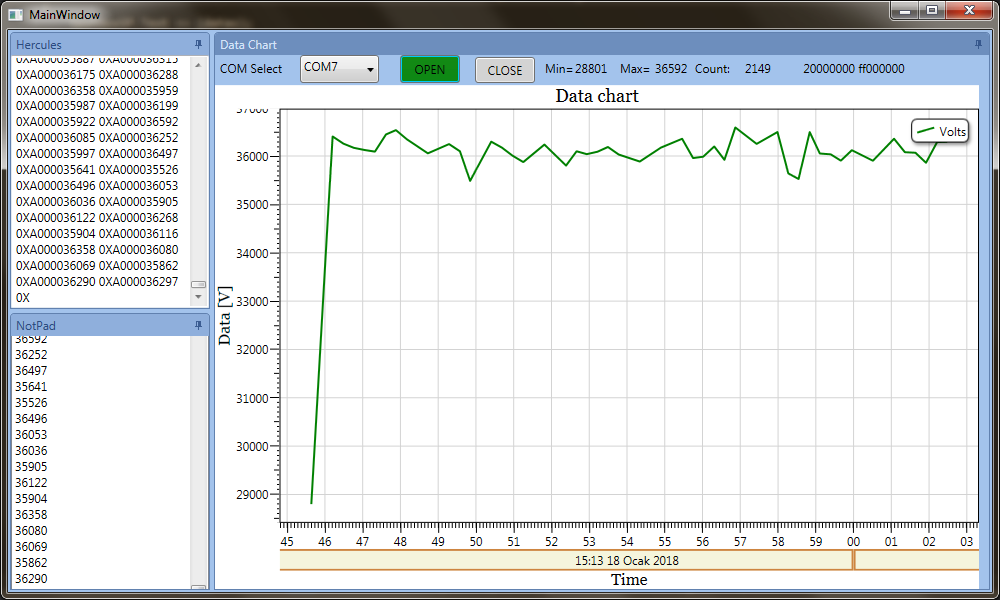 MainWindow
Hercules
0XA000035887 0XA000036315
0XA000036175 0XA000036288
0XA000036358 0XA000035959
0XA000035987 0XA000036199
0XA000035922 0XA000036592
0XA000036085 0XA000036252
0XA000035997 0XA000036497
0XA000035641 0XA000035526
0XA000036496 0XA000036053
0XA000036036 0XA000035905
0XA000036122 0XA000036268
0XA000035904 0XA000036116
0XA000036358 0XA000036080
0XA000036069 0XA000035862
0XA000036290 0XA000036297
0X
NotPad
36592
36252
36497
35641
35526
36496
36053
36036
35905
36122
35904
36358
36080
36069
35862
36290
Data Chart
COM Select COM7 OPEN CLOSE Min= 28801 Max= 36592 Count: 2149 20000000 ff000000
Data chart
Volts
Data [V]
37000
36000
35000
34000
33000
32000
31000
30000
29000
45 46 47 48 49 50 51 52 53 54 55 56 57 58 59 00 01 02 03
15:13 18 Ocak 2018
Time